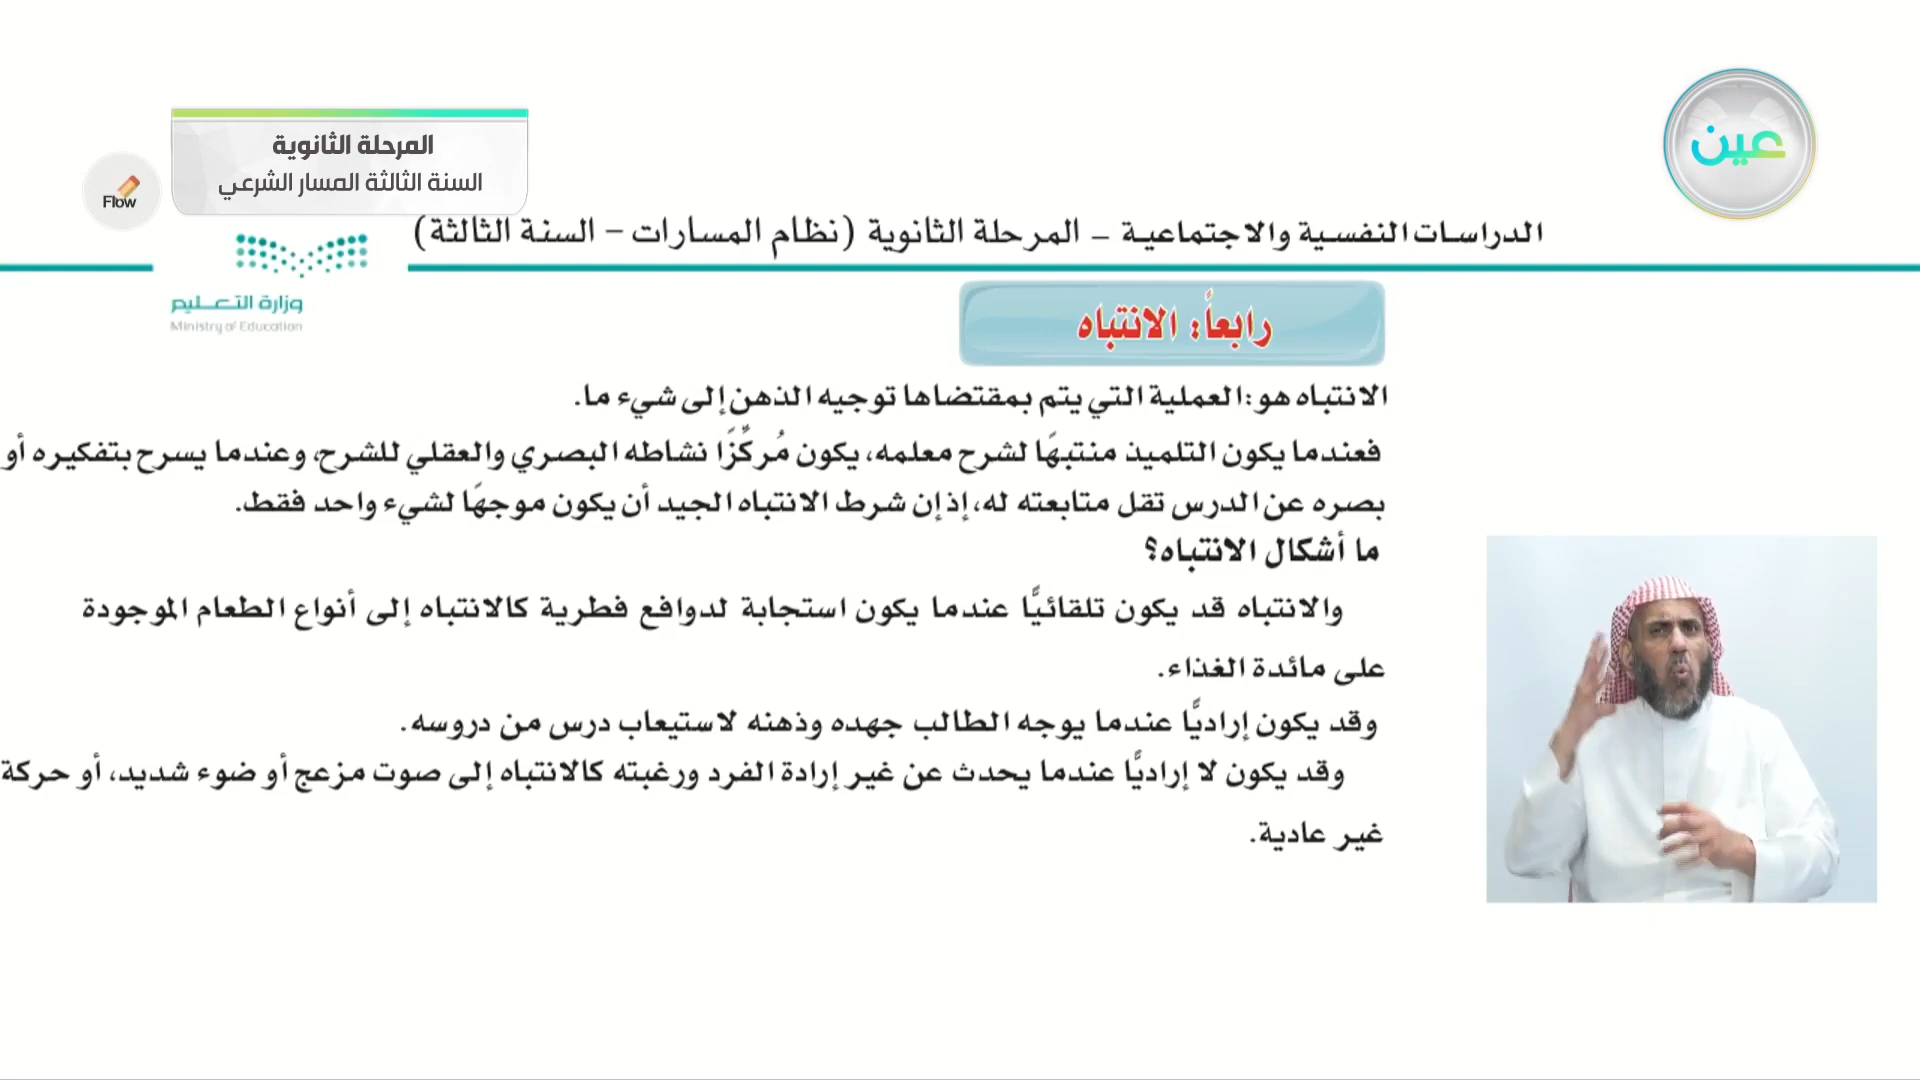 عين
المرحلة الثانوية
السنة الثالثة المسار الشرعي
Flow
الدراسات النفسية والاجتماعية – المرحلة الثانوية (نظام المسارات – السنة الثالثة)
وزارة التعليم
Ministry of Education
رابعاً: الانتباه
الانتباه هو: العملية التي يتم بمقتضاها توجيه الذهن إلى شيء ما.
فعندما يكون التلميذ منتبهًا لشرح معلمه، يكون مُركِّزًا نشاطه البصري والعقلي للشرح، وعندما يسرح بتفكيره أو
بصره عن الدرس تقل متابعته له، إذ إن شرط الانتباه الجيد أن يكون موجهًا لشيء واحد فقط.
ما أشكال الانتباه؟
والانتباه قد يكون تلقائيًّا عندما يكون استجابة لدوافع فطرية كالانتباه إلى أنواع الطعام الموجودة
على مائدة الغذاء.
وقد يكون إراديًّا عندما يوجه الطالب جهده وذهنه لاستيعاب درس من دروسه.
وقد يكون لا إراديًّا عندما يحدث عن غير إرادة الفرد ورغبته كالانتباه إلى صوت مزعج أو ضوء شديد، أو حركة
غير عادية.